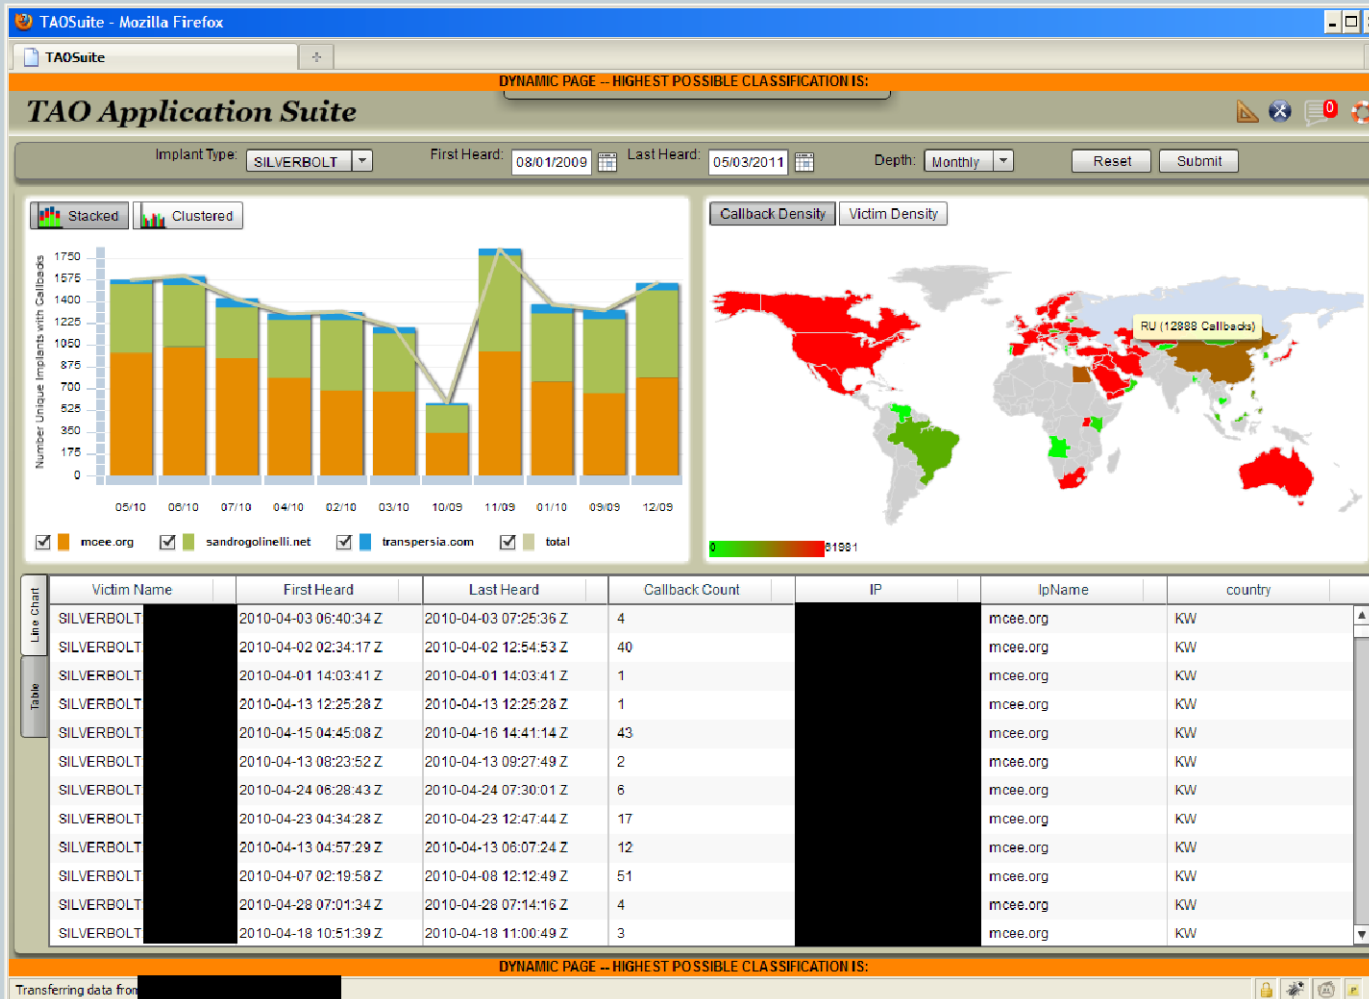 TAOSuite - Mozilla Firefox
TAOSuite
DYNAMIC PAGE -- HIGHEST POSSIBLE CLASSIFICATION IS:
TAO Application Suite
0
Implant Type: SILVERBOLT First Heard: 08/01/2009 Last Heard: 05/03/2011 Depth: Monthly Reset Submit
Stacked Clustered
Number Unique Implants with Callbacks
1750
1575
1400
1225
1050
875
700
525
350
175
0
05/10 06/10 07/10 04/10 02/10 03/10 10/09 11/09 01/10 09/09 12/09
mcee.org sandrogolinelli.net transpersia.com total
Callback Density Victim Density
RU (12888 Callbacks)
0 61981
Line Chart
Table
Victim Name First Heard Last Heard Callback Count IP IpName country
SILVERBOLT 2010-04-03 06:40:34 Z 2010-04-03 07:25:36 Z 4 mcee.org KW
SILVERBOLT 2010-04-02 02:34:17 Z 2010-04-02 12:54:53 Z 40 mcee.org KW
SILVERBOLT 2010-04-01 14:03:41 Z 2010-04-01 14:03:41 Z 1 mcee.org KW
SILVERBOLT 2010-04-13 12:25:28 Z 2010-04-13 12:25:28 Z 1 mcee.org KW
SILVERBOLT 2010-04-15 04:45:08 Z 2010-04-16 14:41:14 Z 43 mcee.org KW
SILVERBOLT 2010-04-13 08:23:52 Z 2010-04-13 09:27:49 Z 2 mcee.org KW
SILVERBOLT 2010-04-24 06:28:43 Z 2010-04-24 07:30:01 Z 6 mcee.org KW
SILVERBOLT 2010-04-23 04:34:28 Z 2010-04-23 12:47:44 Z 17 mcee.org KW
SILVERBOLT 2010-04-13 04:57:29 Z 2010-04-13 06:07:24 Z 12 mcee.org KW
SILVERBOLT 2010-04-07 02:19:58 Z 2010-04-08 12:12:49 Z 51 mcee.org KW
SILVERBOLT 2010-04-28 07:01:34 Z 2010-04-28 07:14:16 Z 4 mcee.org KW
SILVERBOLT 2010-04-18 10:51:39 Z 2010-04-18 11:00:49 Z 3 mcee.org KW
DYNAMIC PAGE -- HIGHEST POSSIBLE CLASSIFICATION IS:
Transferring data from